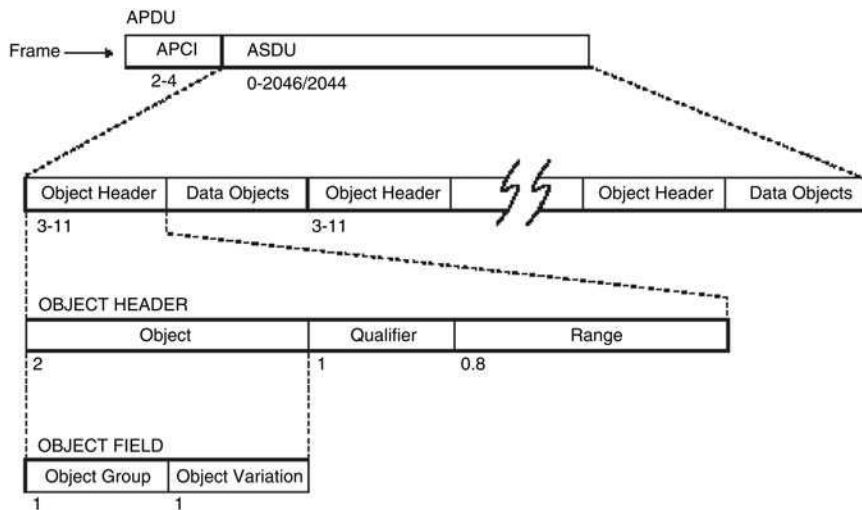 APDU
Frame
APCI
ASDU
2-4
0-2046/2044
Object Header
Data Objects
Object Header
Object Header
Data Objects
3-11
3-11
OBJECT HEADER
Object
Qualifier
Range
2
1
0.8
OBJECT FIELD
Object Group
Object Variation
1
1